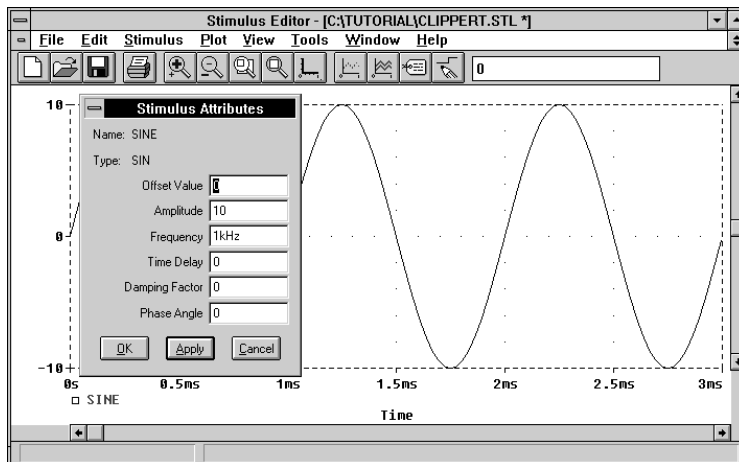 Stimulus Editor - [C:\TUTORIAL\CLIPPERT.STL *]
File Edit Stimulus Plot View Tools Window Help
0
10
Stimulus Attributes
Name: SINE
Type: SIN
Offset Value 0
Amplitude 10
Frequency 1kHz
Time Delay 0
Damping Factor 0
Phase Angle 0
OK Apply Cancel
0
-10
0s 0.5ms 1ms 1.5ms 2ms 2.5ms 3ms
SINE
Time